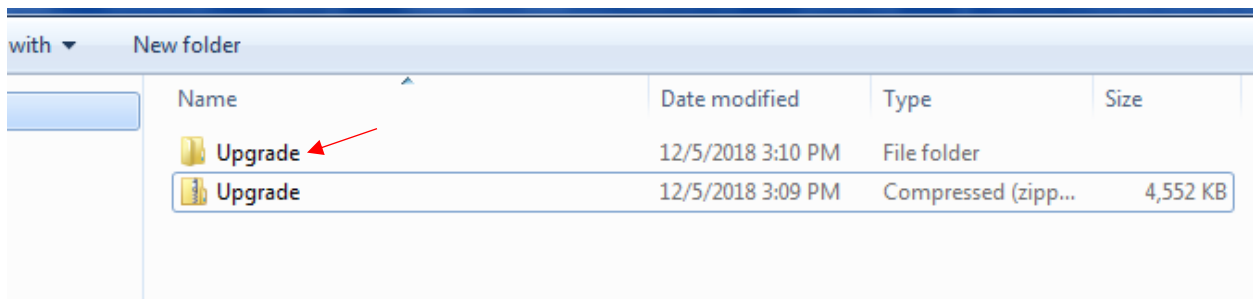 with New folder
Name Date modified Type Size
Upgrade 12/5/2018 3:10 PM File folder
Upgrade 12/5/2018 3:09 PM Compressed (zipp... 4,552 KB